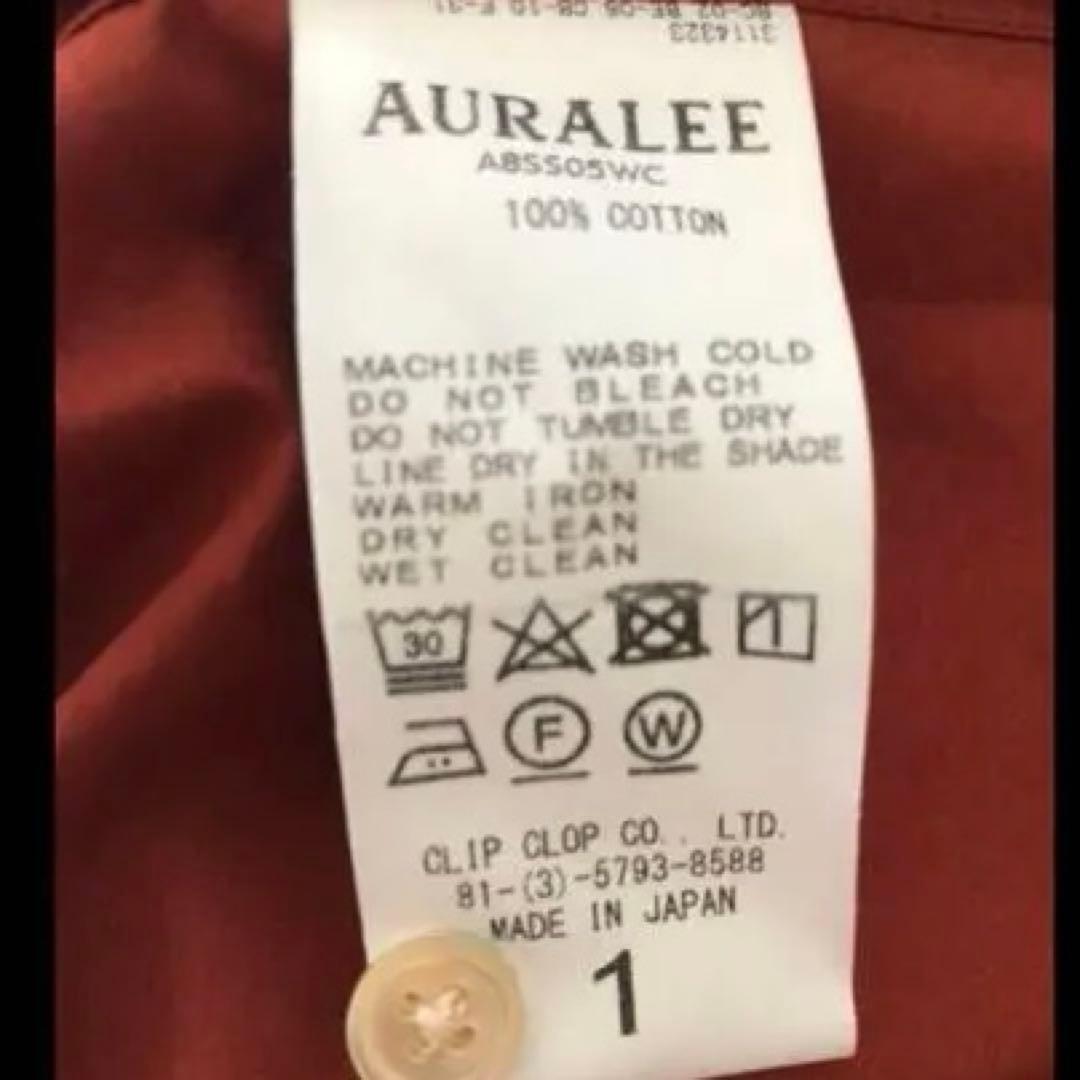 3114323
AURALEE
A8SS05WC
100% COTTON
MACHINE WASH COLD
DO NOT BLEACH
DO NOT TUMBLE DRY
LINE DRY IN THE SHADE
WARM IRON
DRY CLEAN
WET CLEAN
30
F W
CLIP CLOP CO., LTD.
81-(3)-5793-8588
MADE IN JAPAN
1